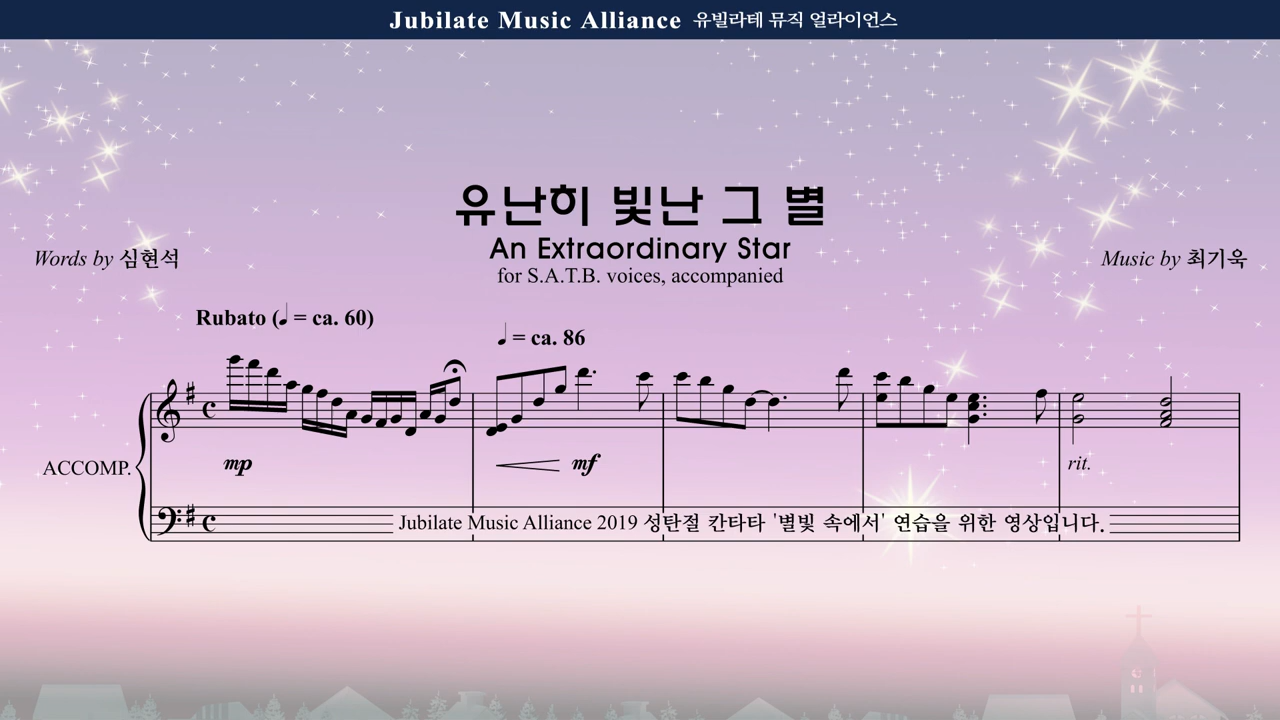 Jubilate Music Alliance 유빌라테 뮤직 얼라이언스
유난히 빛난 그 별
An Extraordinary Star
for S.A.T.B. voices, accompanied
Words by 심현석
Music by 최기욱
Rubato (♩ = ca. 60)
♩ = ca. 86
mp
mf
rit.
ACCOMP.
Jubilate Music Alliance 2019 성탄절 칸타타 '별빛 속에서' 연습을 위한 영상입니다.